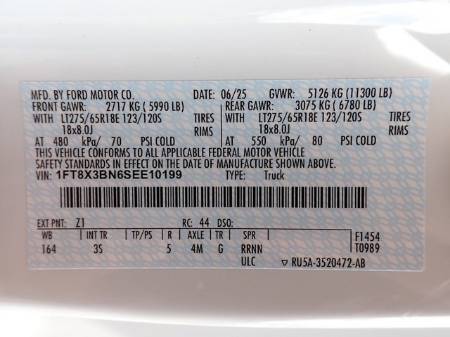 MFD. BY FORD MOTOR CO. 06/25 GVWR: 5126 KG (11300 LB)
FRONT GAWR: 2717 KG ( 5990 LB) REAR GAWR: 3075 KG ( 6780 LB)
WITH LT275/65R18E 123/120S TIRES WITH LT275/65R18E 123/120S TIRES
18x8.0J RIMS 18x8.0J RIMS
AT 480 kPa/ 70 PSI COLD AT 550 kPa/ 80 PSI COLD
THIS VEHICLE CONFORMS TO ALL APPLICABLE FEDERAL MOTOR VEHICLE
SAFETY STANDARDS IN EFFECT ON THE DATE OF MANUFACTURE SHOWN ABOVE.
VIN: 1FT8X3BN6SEE10199 TYPE: Truck
EXT PNT: Z1 RC: 44 DSO:
WB INT TR TP/PS R AXLE TR SPR F1454
164 3S 5 4M G RRNN T0989
ULC ▽ RU5A-3520472-AB